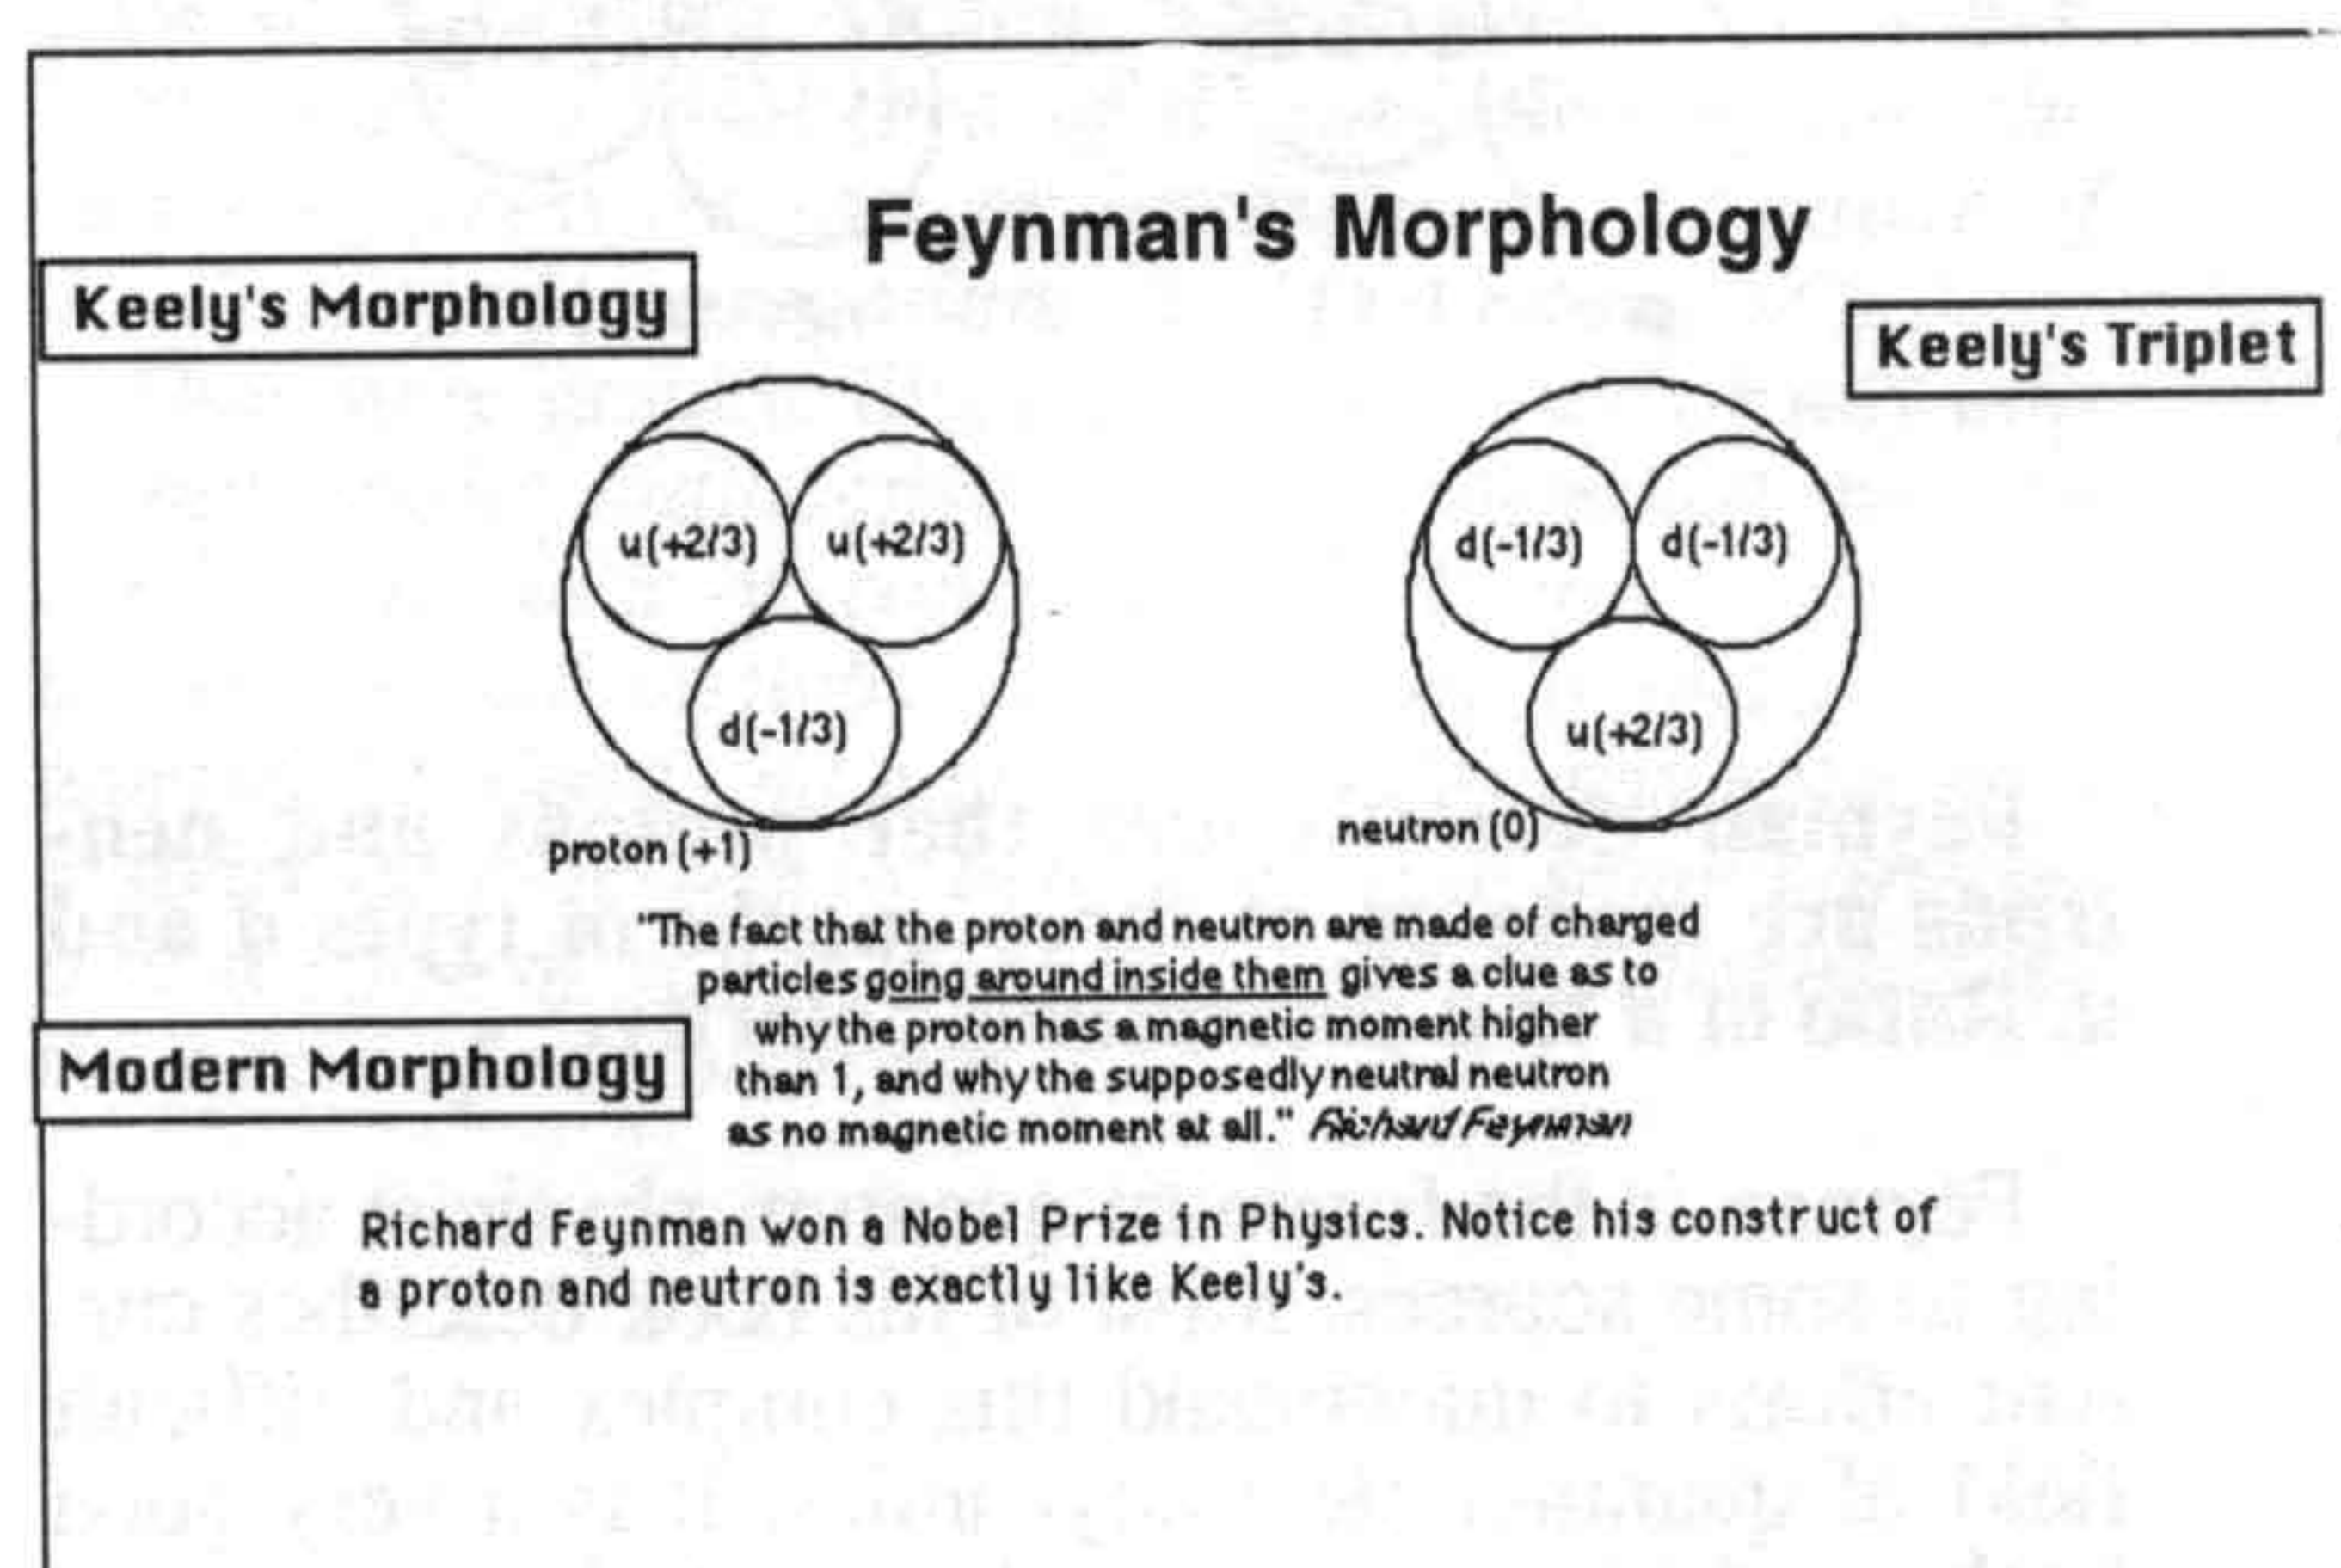 Feynman's Morphology
Keely's Morphology
Keely's Triplet
u(+2/3) u(+2/3)
d(-1/3)
proton (+1)
d(-1/3) d(-1/3)
u(+2/3)
neutron (0)
"The fact that the proton and neutron are made of charged
particles going around inside them gives a clue as to
why the proton has a magnetic moment higher
than 1, and why the supposedly neutral neutron
as no magnetic moment at all." Richard Feynman
Modern Morphology
Richard Feynman won a Nobel Prize in Physics. Notice his construct of
a proton and neutron is exactly like Keely's.